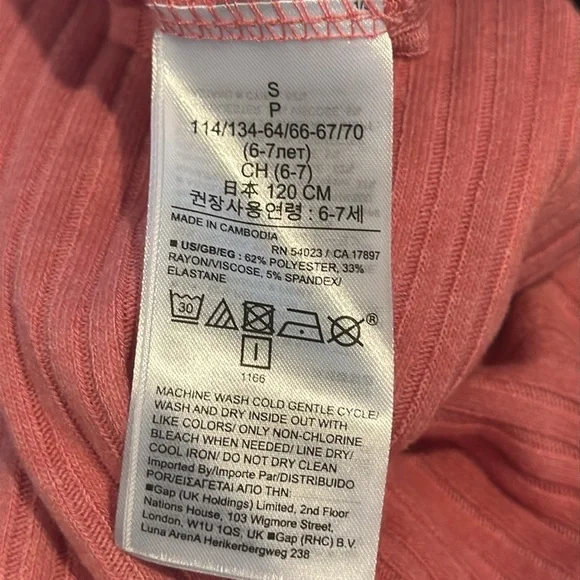 S
P
114/134-64/66-67/70
(6-7лет)
CH (6-7)
日本 120 CM
권장사용연령 : 6-7세
MADE IN CAMBODIA
RN 54023 / CA 17897
■ US/GB/EG : 62% POLYESTER, 33%
RAYON/VISCOSE, 5% SPANDEX/
ELASTANE
30
®
1166
MACHINE WASH COLD GENTLE CYCLE/
WASH AND DRY INSIDE OUT WITH
LIKE COLORS/ ONLY NON-CHLORINE
BLEACH WHEN NEEDED/ LINE DRY/
COOL IRON/ DO NOT DRY CLEAN
Imported By/Importe Par/DISTRIBUIDO
POR/ΕΙΣΑΓΕΤΑΙ ΑΠΟ ΤΗΝ:
■Gap (UK Holdings) Limited, 2nd Floor
Nations House, 103 Wigmore Street,
London, W1U 1QS, UK ■Gap (RHC) B.V.
Luna ArenA Herikerbergweg 238